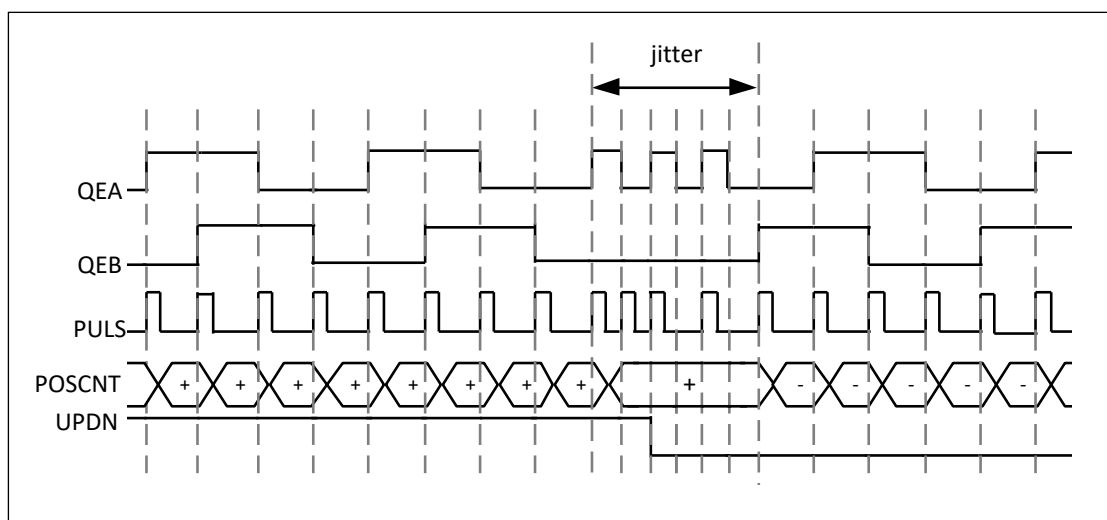 jitter
QEA
QEB
PULS
POSCNT + + + + + + + + + - - - - -
UPDN